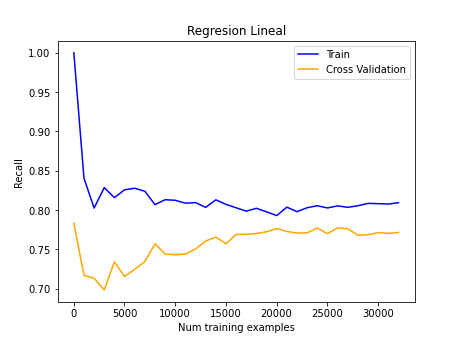 Regresion Lineal
Train
Cross Validation
1.00
0.95
0.90
0.85
0.80
0.75
0.70
Recall
0 5000 10000 15000 20000 25000 30000
Num training examples